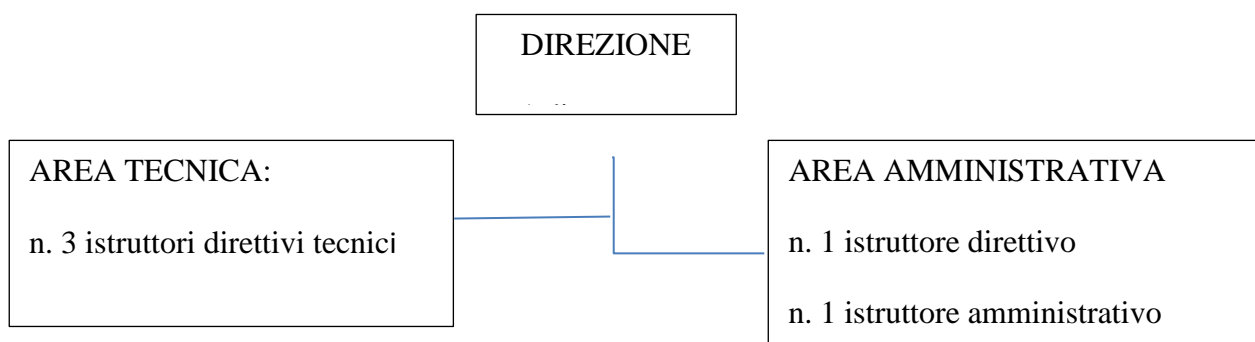 DIREZIONE
AREA TECNICA:
n. 3 istruttori direttivi tecnici
AREA AMMINISTRATIVA
n. 1 istruttore direttivo
n. 1 istruttore amministrativo